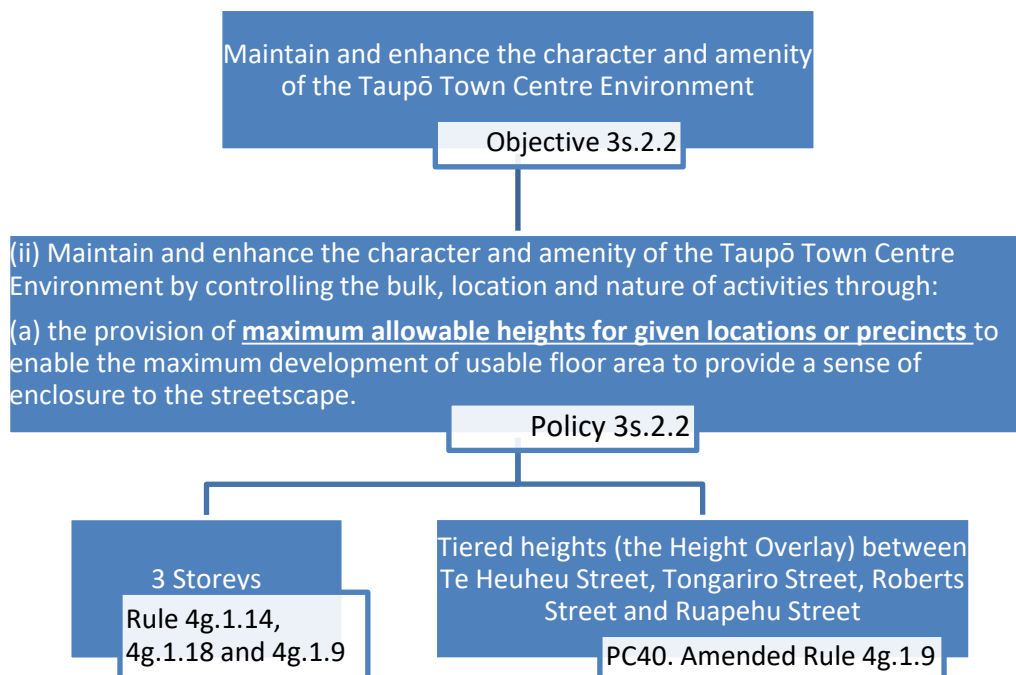 Maintain and enhance the character and amenity
of the Taupō Town Centre Environment
Objective 3s.2.2
(ii) Maintain and enhance the character and amenity of the Taupō Town Centre
Environment by controlling the bulk, location and nature of activities through:
(a) the provision of maximum allowable heights for given locations or precincts to
enable the maximum development of usable floor area to provide a sense of
enclosure to the streetscape.
Policy 3s.2.2
3 Storeys
Rule 4g.1.14,
4g.1.18 and 4g.1.9
Tiered heights (the Height Overlay) between
Te Heuheu Street, Tongariro Street, Roberts
Street and Ruapehu Street
PC40. Amended Rule 4g.1.9